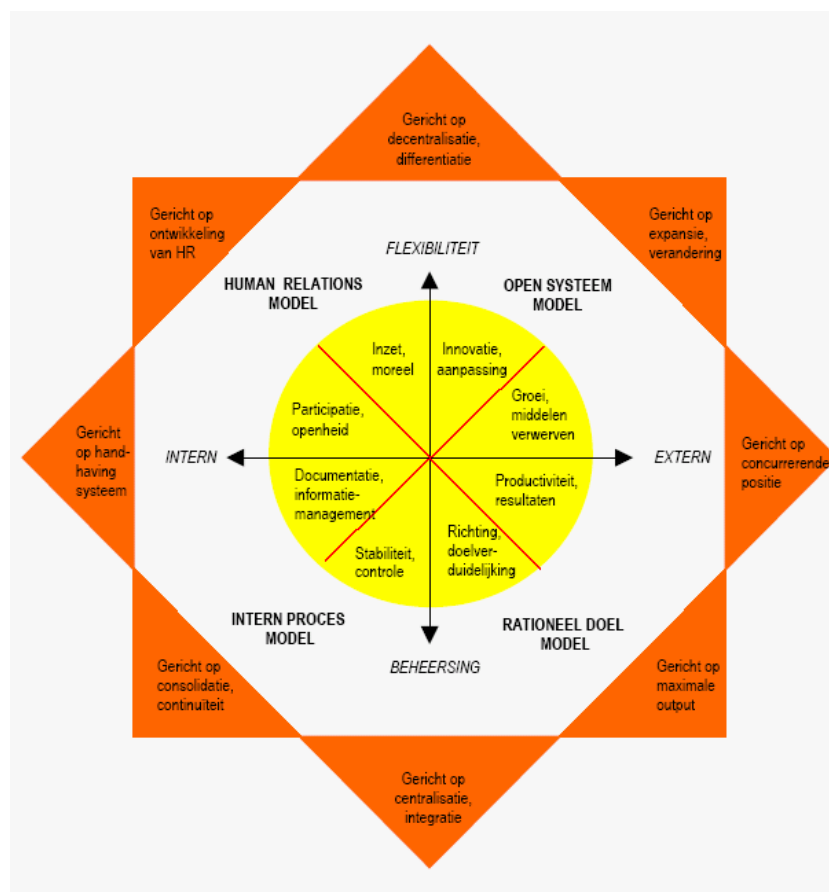 Gericht op
decentralisatie,
differentiatie
Gericht op
ontwikkeling
van HR
Gericht op
expansie,
verandering
FLEXIBILITEIT
HUMAN RELATIONS
MODEL
OPEN SYSTEEM
MODEL
Inzet,
moreel
Innovatie,
aanpassing
Participatie,
openheid
Groei,
middelen
verwerven
Gericht
op hand-
having
systeem
INTERN
EXTERN
Gericht op
concurrerende
positie
Documentatie,
informatie-
management
Productiviteit,
resultaten
Stabiliteit,
controle
Richting,
doelver-
duidelijking
INTERN PROCES
MODEL
RATIONEEL DOEL
MODEL
BEHEERSING
Gericht op
consolidatie,
continuïteit
Gericht op
maximale
output
Gericht op
centralisatie,
integratie